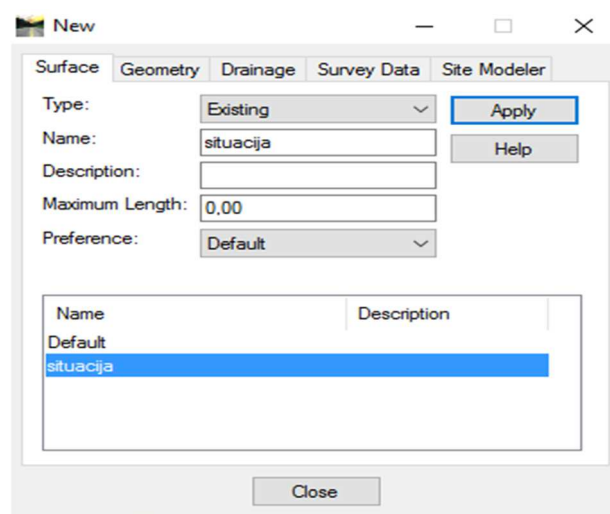 New
Surface Geometry Drainage Survey Data Site Modeler
Type: Existing Apply
Name: situacija Help
Description:
Maximum Length: 0,00
Preference: Default
Name Description
Default
situacija
Close